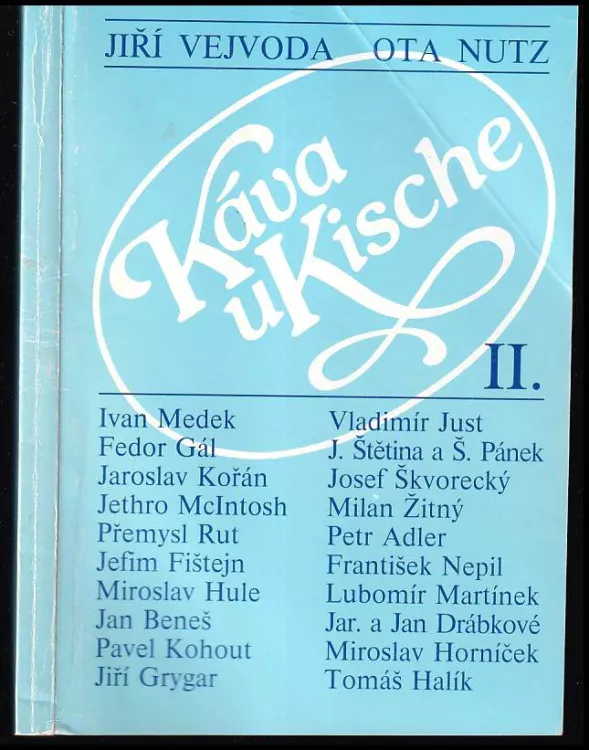 JIŘÍ VEJVODA OTA NUTZ
Káva
u Kische
II.
Ivan Medek
Fedor Gál
Jaroslav Kořán
Jethro McIntosh
Přemysl Rut
Jefim Fištejn
Miroslav Hule
Jan Beneš
Pavel Kohout
Jiří Grygar
Vladimír Just
J. Štětina a Š. Pánek
Josef Škvorecký
Milan Žitný
Petr Adler
František Nepil
Lubomír Martínek
Jar. a Jan Drábkové
Miroslav Horníček
Tomáš Halík